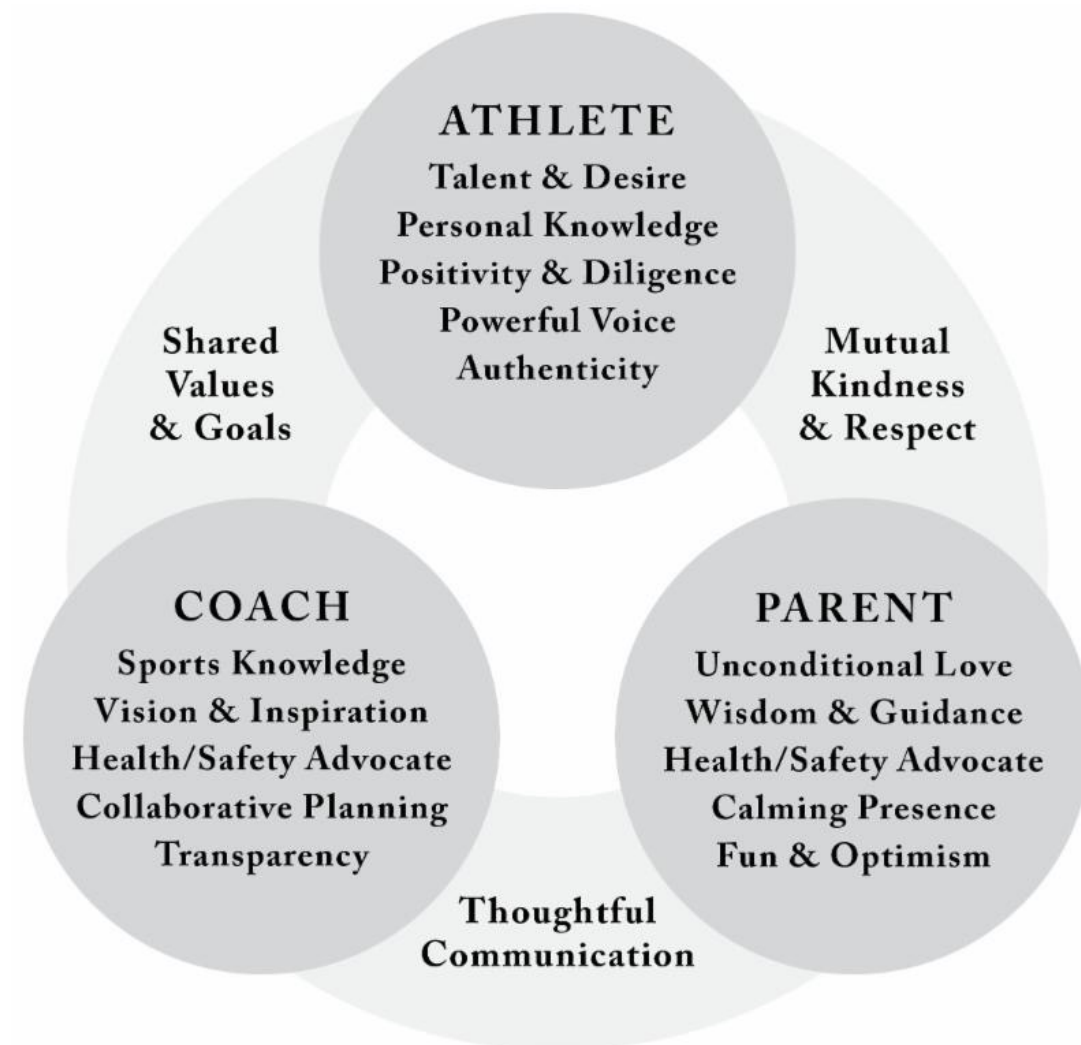 ATHLETE
Talent & Desire
Personal Knowledge
Positivity & Diligence
Powerful Voice
Authenticity
Shared
Values
& Goals
Mutual
Kindness
& Respect
COACH
Sports Knowledge
Vision & Inspiration
Health/Safety Advocate
Collaborative Planning
Transparency
PARENT
Unconditional Love
Wisdom & Guidance
Health/Safety Advocate
Calming Presence
Fun & Optimism
Thoughtful
Communication